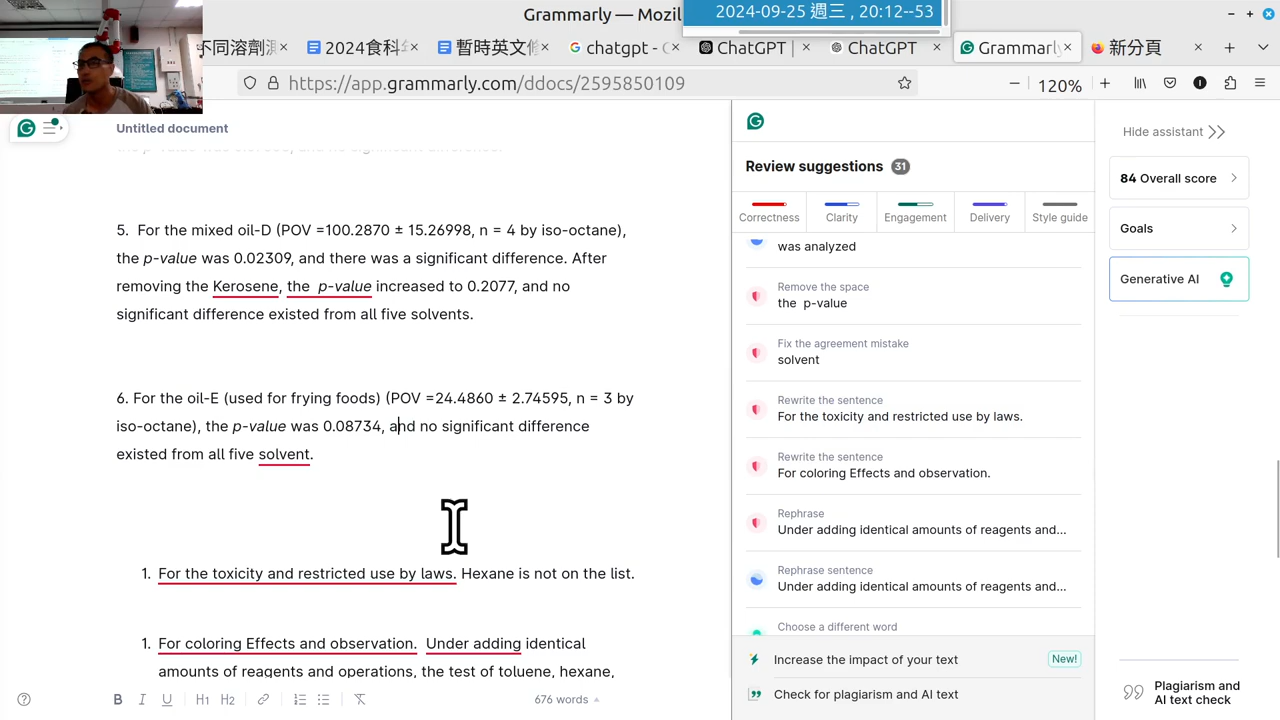 Grammarly — Mozil
2024-09-25 週三 , 20:12--53
不同溶劑測
2024食科
暫時英文修
chatgpt - G
ChatGPT |
ChatGPT
Grammarly
新分頁
https://app.grammarly.com/ddocs/2595850109
120%
Untitled document
5. For the mixed oil-D (POV =100.2870 ± 15.26998, n = 4 by iso-octane),
the p-value was 0.02309, and there was a significant difference. After
removing the Kerosene, the  p-value increased to 0.2077, and no
significant difference existed from all five solvents.
6. For the oil-E (used for frying foods) (POV =24.4860 ± 2.74595, n = 3 by
iso-octane), the p-value was 0.08734, and no significant difference
existed from all five solvent.
1. For the toxicity and restricted use by laws. Hexane is not on the list.
1. For coloring Effects and observation.  Under adding identical
amounts of reagents and operations, the test of toluene, hexane,
B I U H1 H2
676 words
Review suggestions 31
Correctness
Clarity
Engagement
Delivery
Style guide
was analyzed
Remove the space
the  p-value
Fix the agreement mistake
solvent
Rewrite the sentence
For the toxicity and restricted use by laws.
Rewrite the sentence
For coloring Effects and observation.
Rephrase
Under adding identical amounts of reagents and...
Rephrase sentence
Under adding identical amounts of reagents and...
Choose a different word
Increase the impact of your text
New!
Check for plagiarism and AI text
Hide assistant
84 Overall score
Goals
Generative AI
Plagiarism and
AI text check